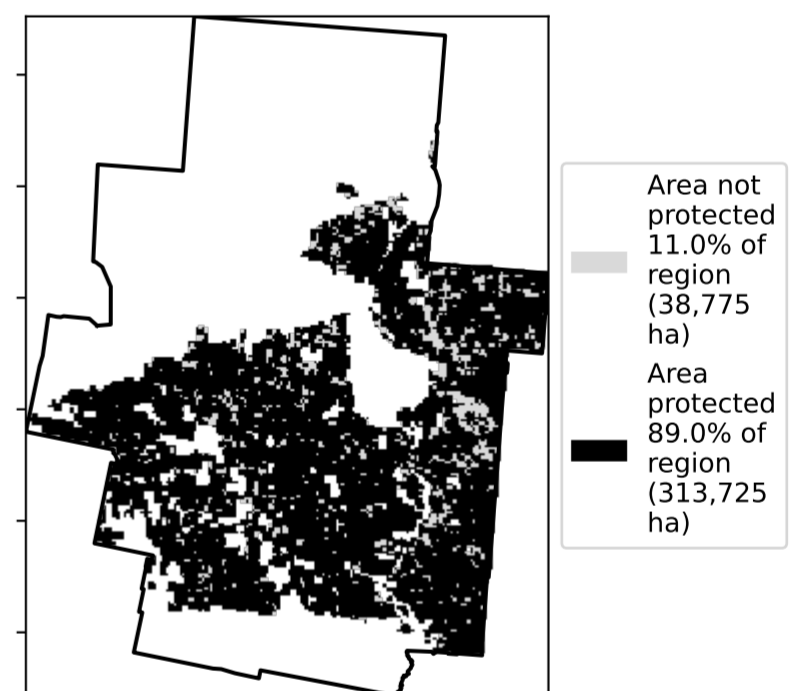 Area not
protected
11.0% of
region
(38,775
ha)
Area
protected
89.0% of
region
(313,725
ha)